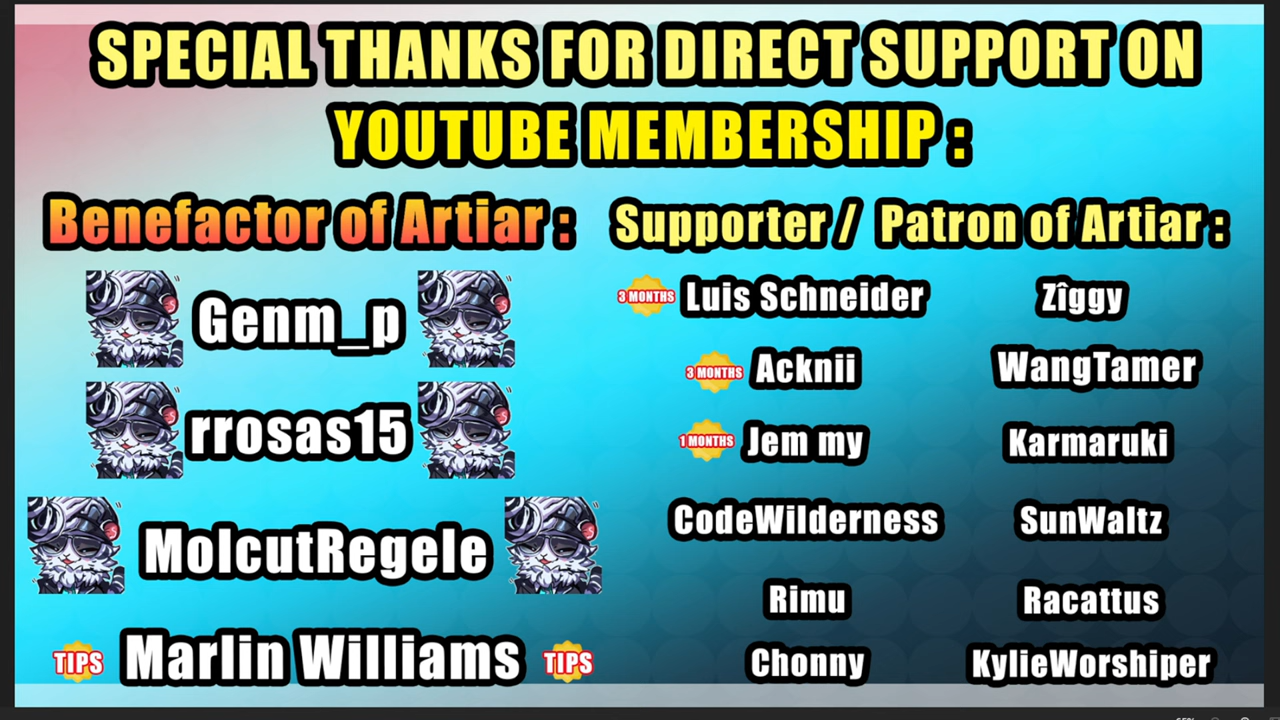 SPECIAL THANKS FOR DIRECT SUPPORT ON
YOUTUBE MEMBERSHIP :
Benefactor of Artiar :
Genm_p
rrosas15
MolcutRegele
TIPS Marlin Williams TIPS
Supporter / Patron of Artiar :
3 MONTHS Luis Schneider
Zîggy
3 MONTHS Acknii
WangTamer
1 MONTHS Jem my
Karmaruki
CodeWilderness
SunWaltz
Rimu
Racattus
Chonny
KylieWorshiper